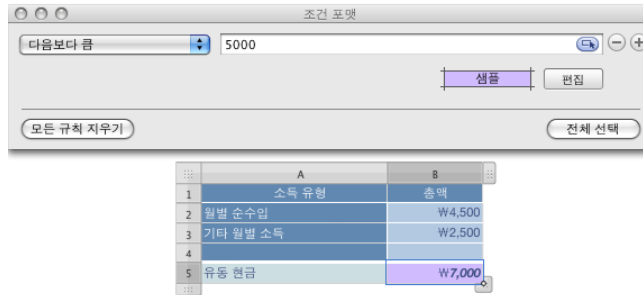 조건 포맷
다음보다 큼 5000
샘플 편집
모든 규칙 지우기 전체 선택
A B
1 소득 유형 총액
2 월별 순수입 ₩4,500
3 기타 월별 소득 ₩2,500
4
5 유동 현금 ₩7,000